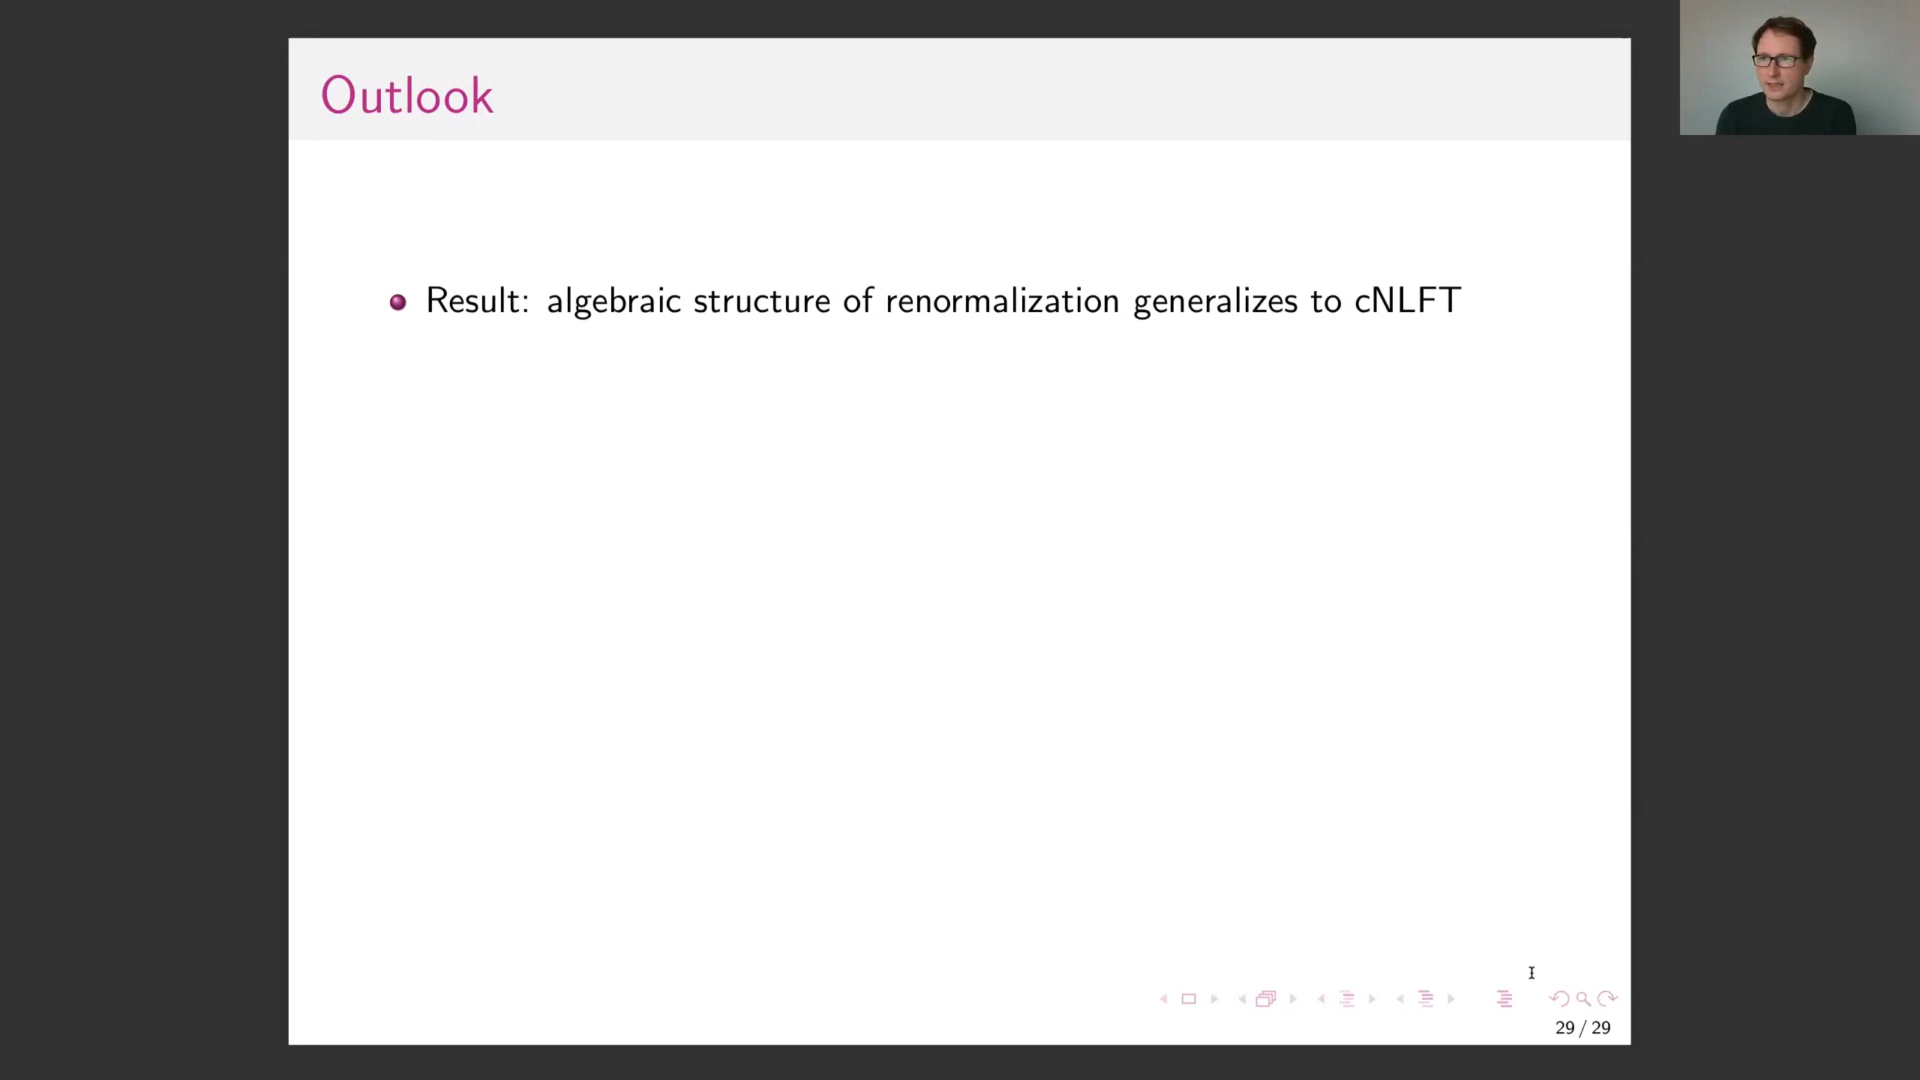 Outlook
Result: algebraic structure of renormalization generalizes to cNLFT
29 / 29